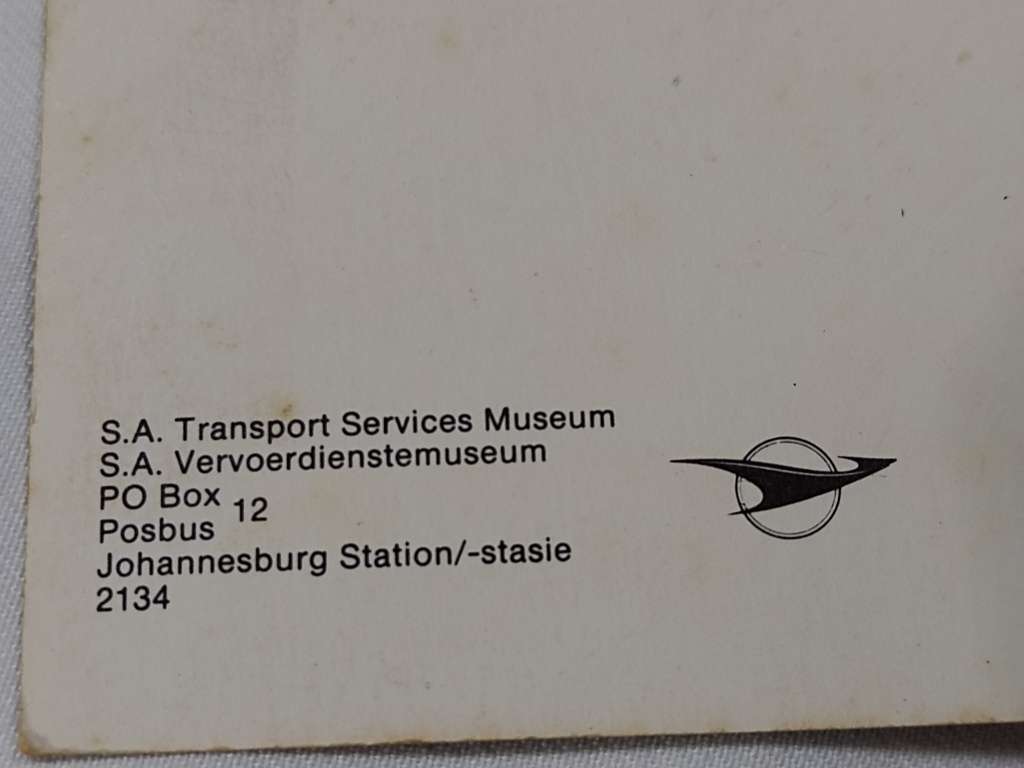 S.A. Transport Services Museum
S.A. Vervoerdienstemuseum
PO Box
Posbus 12
Johannesburg Station/-stasie
2134